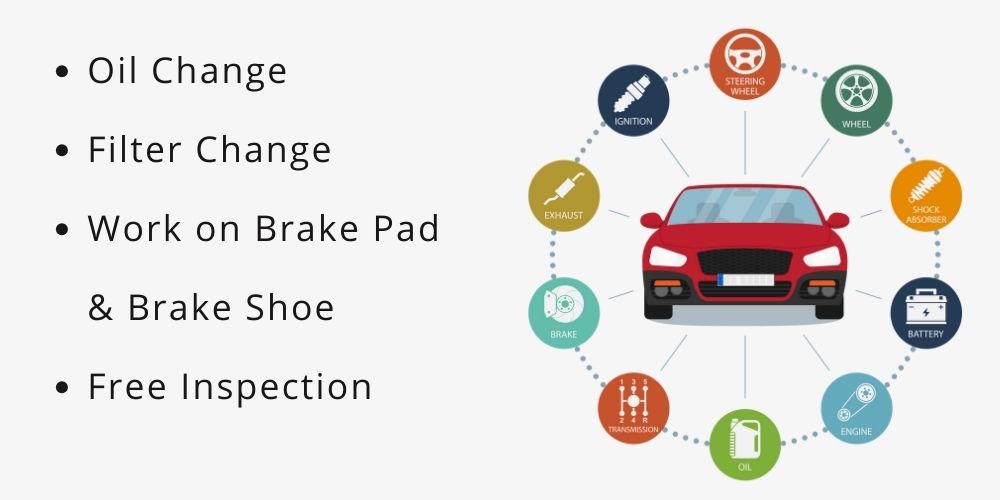 • Oil Change
• Filter Change
• Work on Brake Pad
& Brake Shoe
• Free Inspection
STEERING
WHEEL
WHEEL
SHOCK
ABSORBER
BATTERY
ENGINE
OIL
1 3 5
2 4 R
TRANSMISSION
BRAKE
EXHAUST
IGNITION